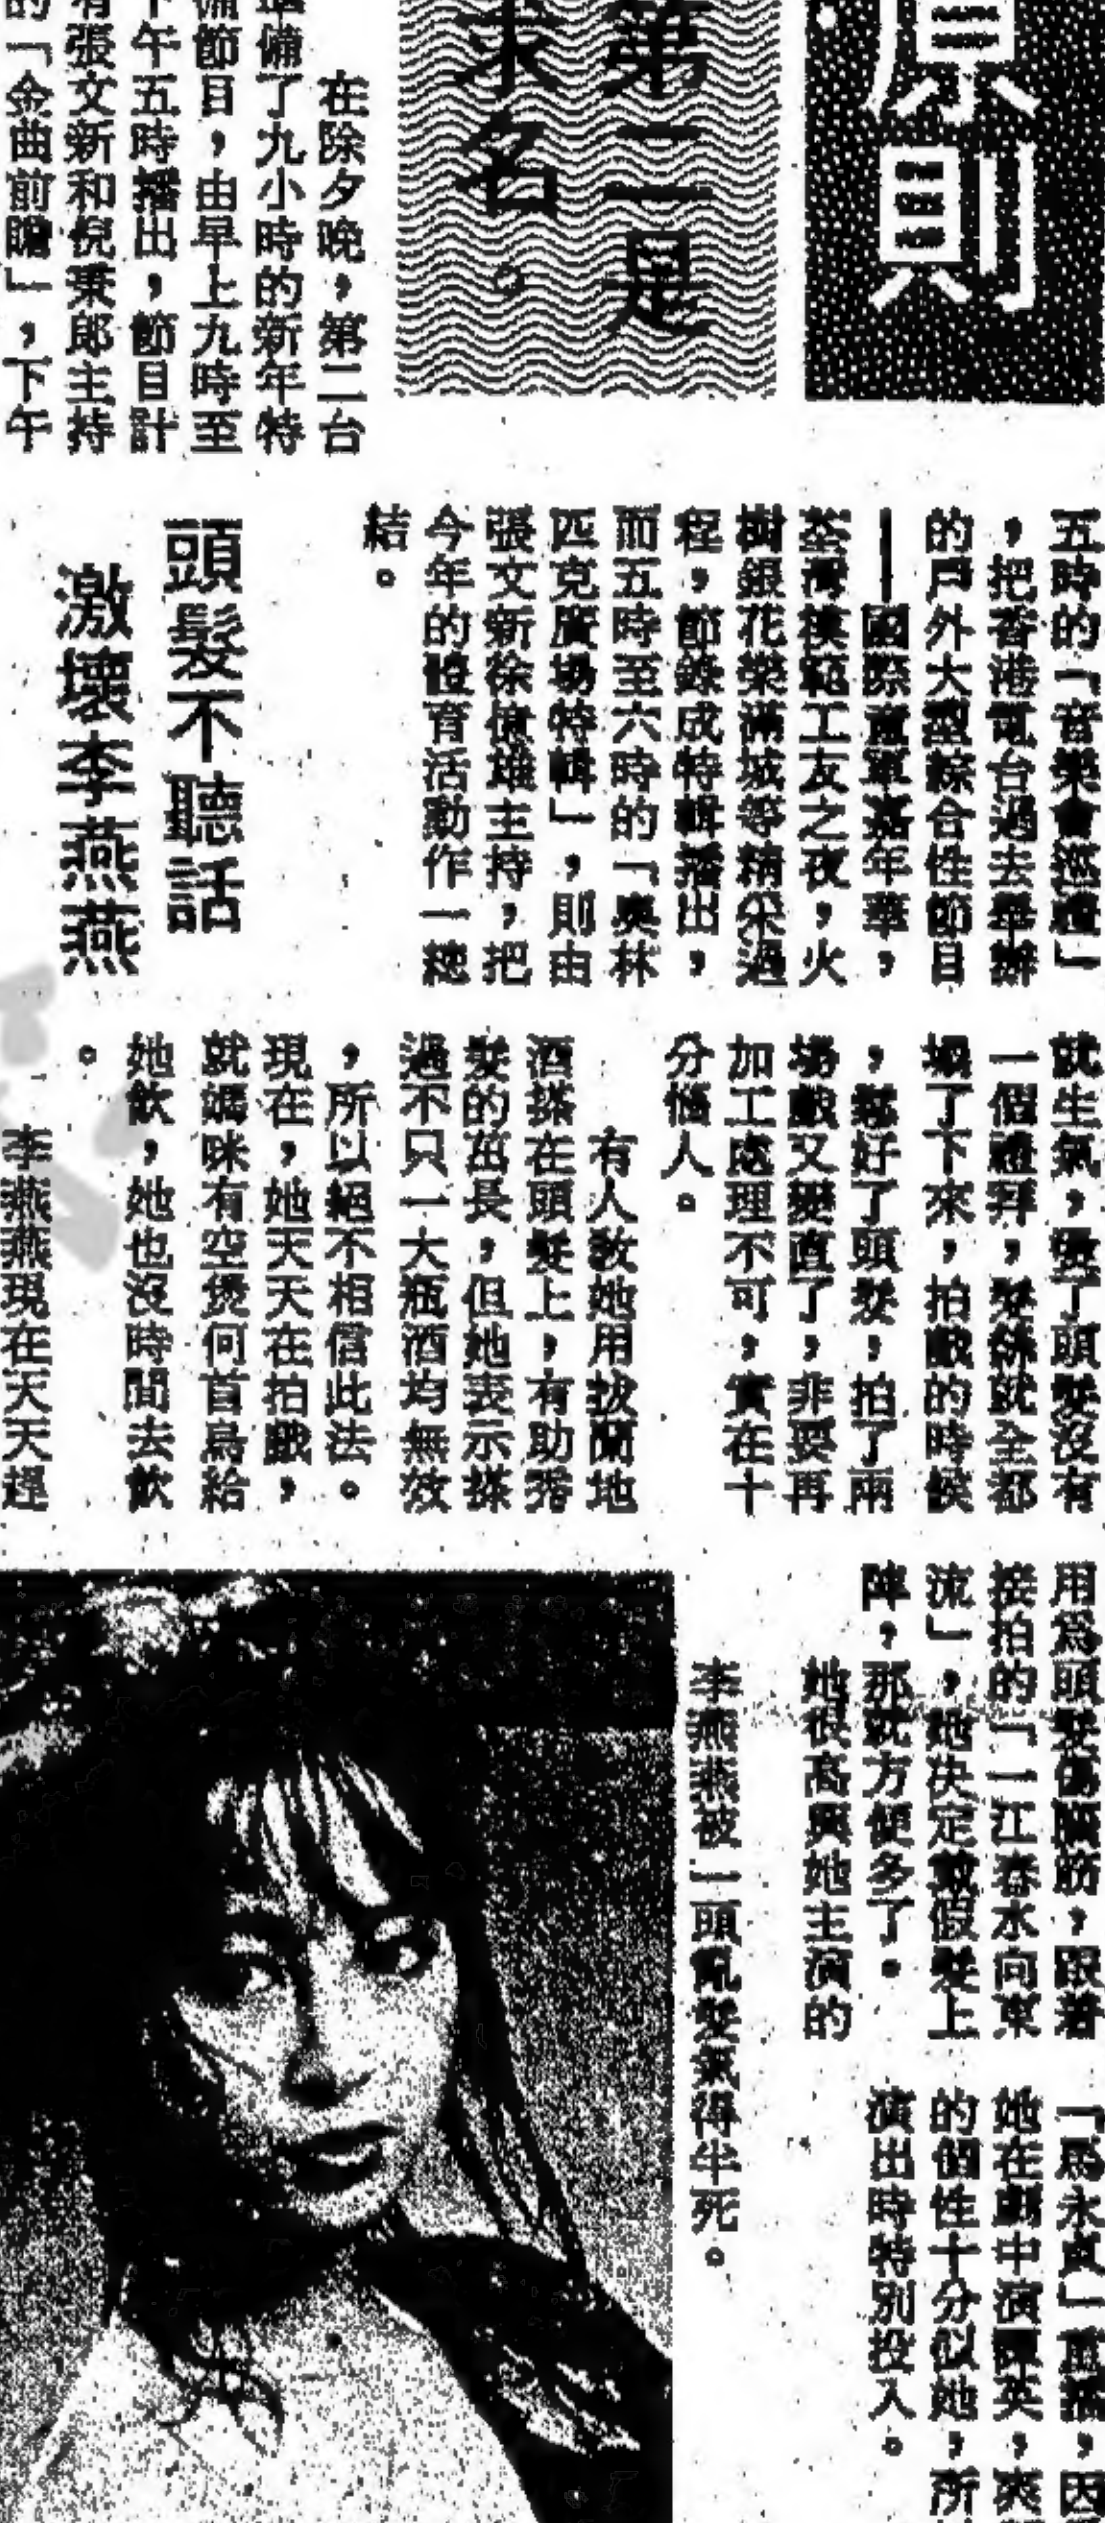 原則
第二是
求名。
在除夕晚，第二台
準備了九小時的新年特
備節目，由早上九時至
下午五時播出，節目計
有張文新和倪秉郎主持
的「金曲前瞻」，下午
五時的「音樂會巡禮」
，把香港電台過去舉辦
的戶外大型綜合性節目
——國際童軍嘉年華，
荃灣模範工友之夜，火
樹銀花樂滿城等精采過
程，節錄成特輯播出，
而五時至六時的「奧林
匹克廣場特輯」，則由
張文新徐偉雄主持，把
今年的體育活動作一總
結。
頭髮不聽話
激壞李燕燕
就生氣，電了頭髮沒有
一個禮拜，髮絲就全都
塌了下來，拍戲的時候
，鬈好了頭髮，拍了兩
場戲又變直了，非要再
加工處理不可，實在十
分惱人。
有人教她用拔蘭地
酒搽在頭髮上，有助秀
髮的茁長，但她表示搽
過不只一大瓶酒均無效
，所以絕不相信此法。
現在，她天天在拍戲，
就媽咪有空煲何首烏給
她飲，她也沒時間去飲
。
李燕燕現在天天趕
用為頭髮傷腦筋，跟着
接拍的「一江春水向東
流」，她決定戴假髮上
陣，那就方便多了。
她很高興她主演的
「馬永貞」重播，因
她在劇中演陳英，爽
的個性十分似她，所
演出時特別投入。
李燕燕被一頭亂髮氣得半死。